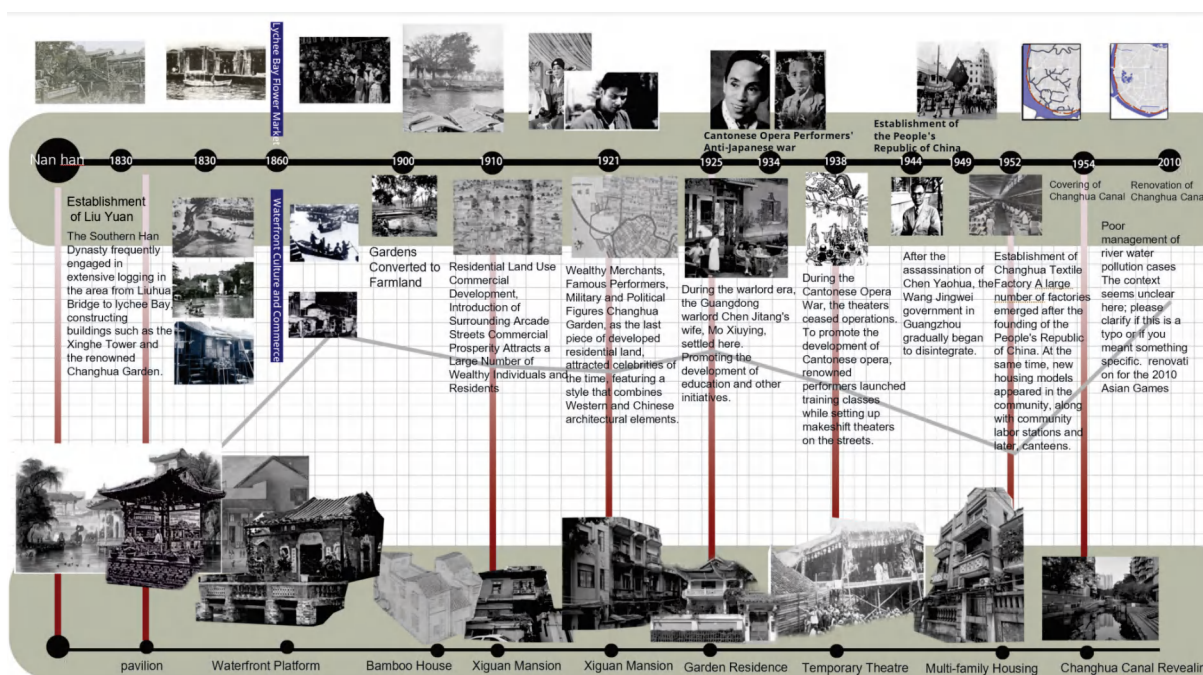 Lychee Bay Flower Market
Cantonese Opera Performers'
Anti-Japanese war
Establishment of
the People's
Republic of China
Nan han
1830
1830
1860
1900
1910
1921
1925
1934
1938
1944
1949
1952
1954
2010
Establishment
of Liu Yuan
The Southern Han
Dynasty frequently
engaged in
extensive logging in
the area from Liuhua
Bridge to lychee Bay,
constructing
buildings such as the
Xinghe Tower and
the renowned
Changhua Garden.
Waterfront Culture and Commerce
Gardens
Converted to
Farmland
Residential Land Use
Commercial
Development,
Introduction of
Surrounding Arcade
Streets Commercial
Prosperity Attracts a
Large Number of
Wealthy Individuals and
Residents
Wealthy Merchants,
Famous Performers,
Military and Political
Figures Changhua
Garden, as the last
piece of developed
residential land,
attracted celebrities of
the time, featuring a
style that combines
Western and Chinese
architectural elements.
During the warlord era,
the Guangdong
warlord Chen Jitang's
wife, Mo Xiuying,
settled here.
Promoting the
development of
education and other
initiatives.
During the
Cantonese Opera
War, the theaters
ceased operations.
To promote the
development of
Cantonese opera,
renowned
performers launched
training classes
while setting up
makeshift theaters
on the streets.
After the
assassination of
Chen Yaohua, the
Wang Jingwei
government in
Guangzhou
gradually began
to disintegrate.
Establishment of
Changhua Textile
Factory A large
number of factories
emerged after the
founding of the
People's Republic
of China. At the
same time, new
housing models
appeared in the
community, along
with community
labor stations and
later, canteens.
Covering of
Changhua Canal
Renovation of
Changhua Canal
Poor
management of
river water
pollution cases
The context
seems unclear
here; please
clarify if this is a
typo or if you
meant something
specific. renovati
on for the 2010
Asian Games
pavilion
Waterfront Platform
Bamboo House
Xiguan Mansion
Xiguan Mansion
Garden Residence
Temporary Theatre
Multi-family Housing
Changhua Canal Revealin